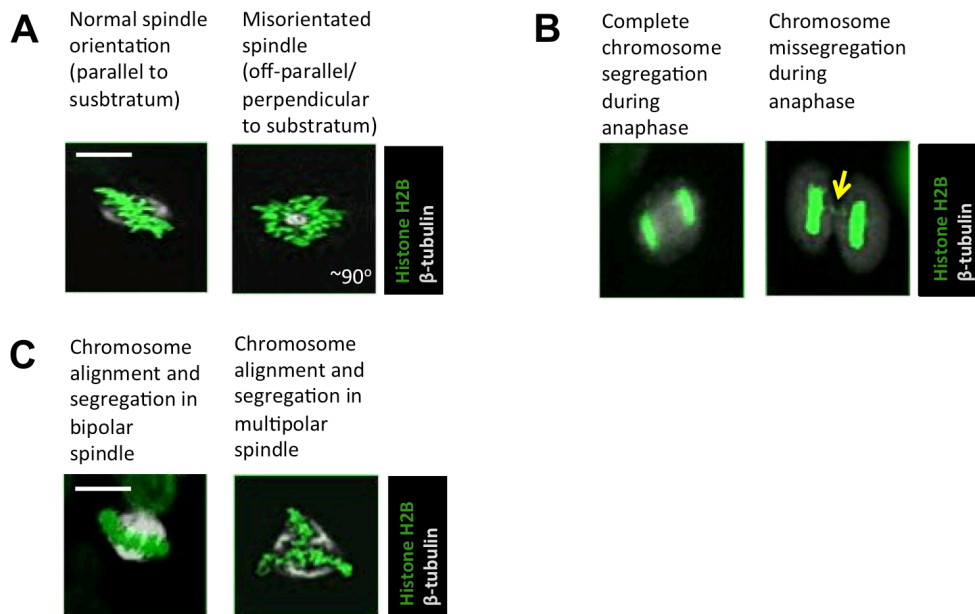 A
Normal spindle
orientation
(parallel to
susbtratum)
Misorientated
spindle
(off-parallel/
perpendicular
to substratum)
~90º
Histone H2B
β-tubulin
B
Complete
chromosome
segregation
during
anaphase
Chromosome
missegregation
during
anaphase
Histone H2B
β-tubulin
C
Chromosome
alignment and
segregation in
bipolar
spindle
Chromosome
alignment and
segregation in
multipolar
spindle
Histone H2B
β-tubulin